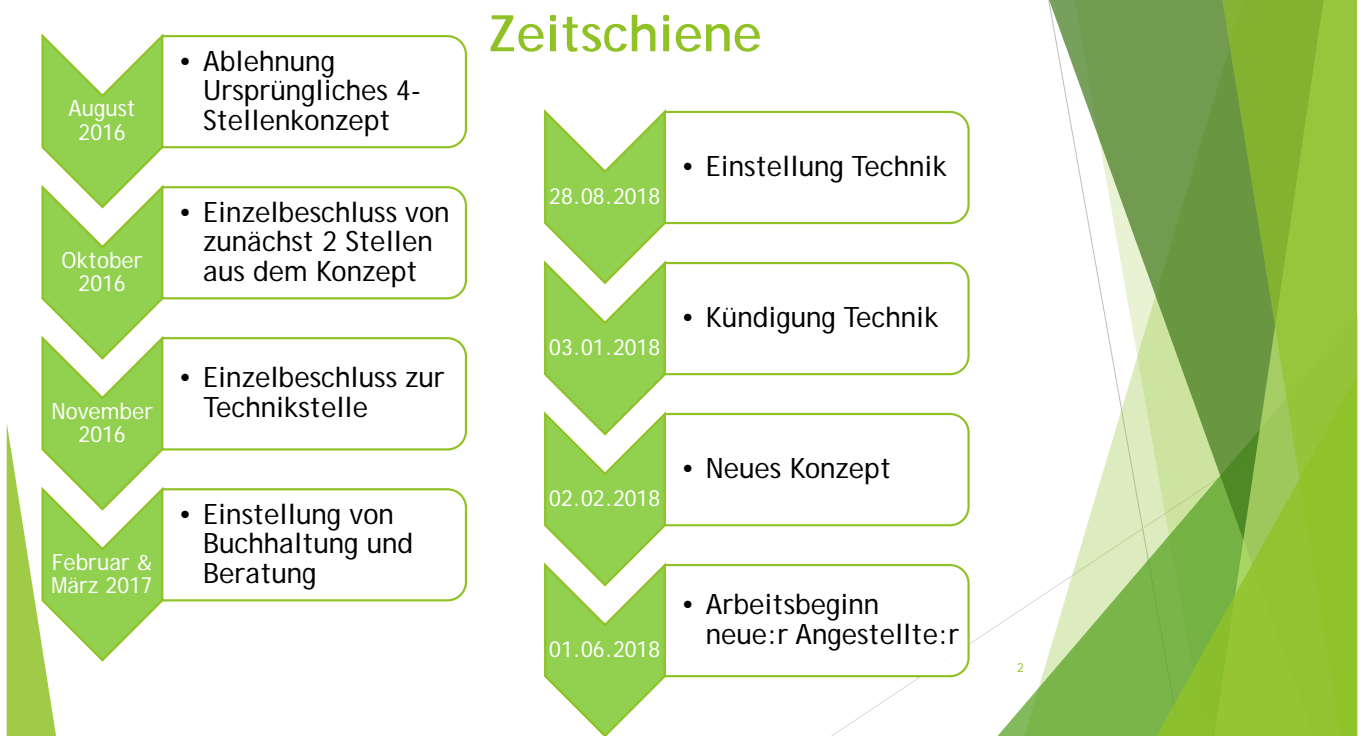 Zeitschiene
August
2016
• Ablehnung
Ursprüngliches 4-
Stellenkonzept
Oktober
2016
• Einzelbeschluss von
zunächst 2 Stellen
aus dem Konzept
November
2016
• Einzelbeschluss zur
Technikstelle
Februar &
März 2017
• Einstellung von
Buchhaltung und
Beratung
28.08.2018
• Einstellung Technik
03.01.2018
• Kündigung Technik
02.02.2018
• Neues Konzept
01.06.2018
• Arbeitsbeginn
neue:r Angestellte:r
2